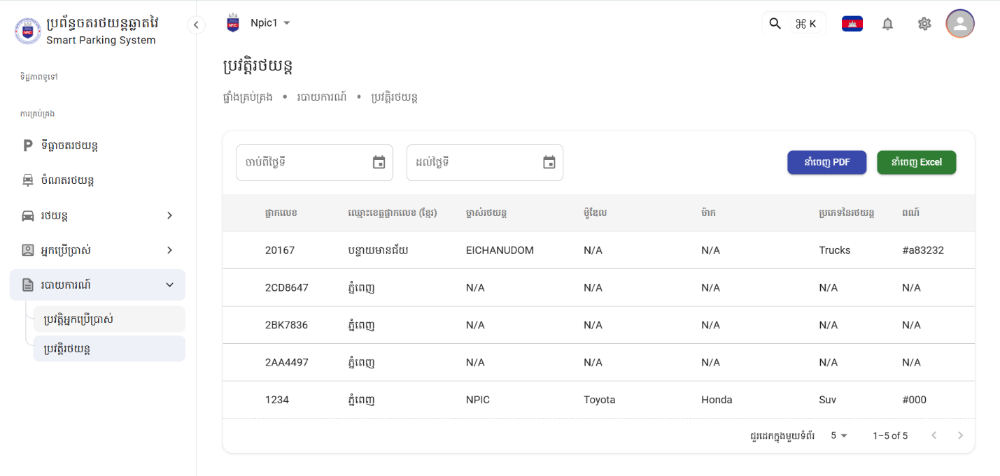 ប្រព័ន្ធចតរថយន្តឆ្លាតវៃ
Smart Parking System
Npic1
⌘ K
ទិដ្ឋភាពទូទៅ
ការគ្រប់គ្រង
ទីធ្លាចតរថយន្ត
ចំណតរថយន្ត
រថយន្ត
អ្នកប្រើប្រាស់
របាយការណ៍
ប្រវត្តិអ្នកប្រើប្រាស់
ប្រវត្តិរថយន្ត
ប្រវត្តិរថយន្ត
ផ្ទាំងគ្រប់គ្រង • របាយការណ៍ • ប្រវត្តិរថយន្ត
ចាប់ពីថ្ងៃទី ដល់ថ្ងៃទី នាំចេញ PDF នាំចេញ Excel
ផ្លាកលេខ ឈ្មោះខេត្តផ្លាកលេខ (ខ្មែរ) ម្ចាស់រថយន្ត ម៉ូឌែល ម៉ាក ប្រភេទនៃរថយន្ត ពណ៍
20167 បន្ទាយមានជ័យ EICHANUDOM N/A N/A Trucks #a83232
2CD8647 ភ្នំពេញ N/A N/A N/A N/A N/A
2BK7836 ភ្នំពេញ N/A N/A N/A N/A N/A
2AA4497 ភ្នំពេញ N/A N/A N/A N/A N/A
1234 ភ្នំពេញ NPIC Toyota Honda Suv #000
ជួរដេកក្នុងមួយទំព័រ 5 1–5 of 5